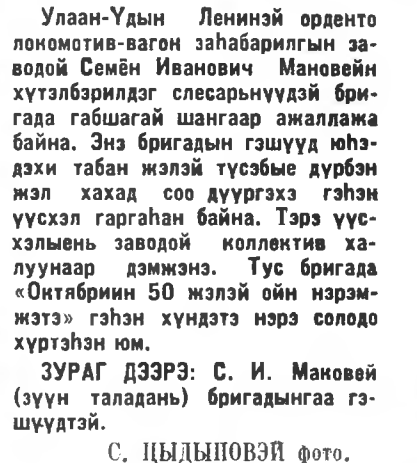 Улаан-Үдын Ленинэй орденто
локомотив-вагон заһабарилгын за-
водой Семён Иванович Мановейн
хүтэлбэрилдэг слесарьнүүдэй бри-
гада габшагай шангаар ажаллажа
байна. Энэ бригадын гэшүүд юһэ-
дэхи табан жэлэй түсэбые дүрбэн
жэл хахад соо дүүргэхэ гэһэн
үүсхэл гаргаһан байна. Тэрэ үүс-
хэлыень заводой коллектив ха-
луунаар дэмжэнэ. Тус бригада
«Октябриин 50 жэлэй ойн нэрэм-
жэтэ» гэһэн хүндэтэ нэрэ солодо
хүртэһэн юм.
ЗУРАГ ДЭЭРЭ: С. И. Маковей
(зүүн таладань) бригадынгаа гэ-
шүүдтэй.
С. ЦЫДЫПОВЭЙ фото.